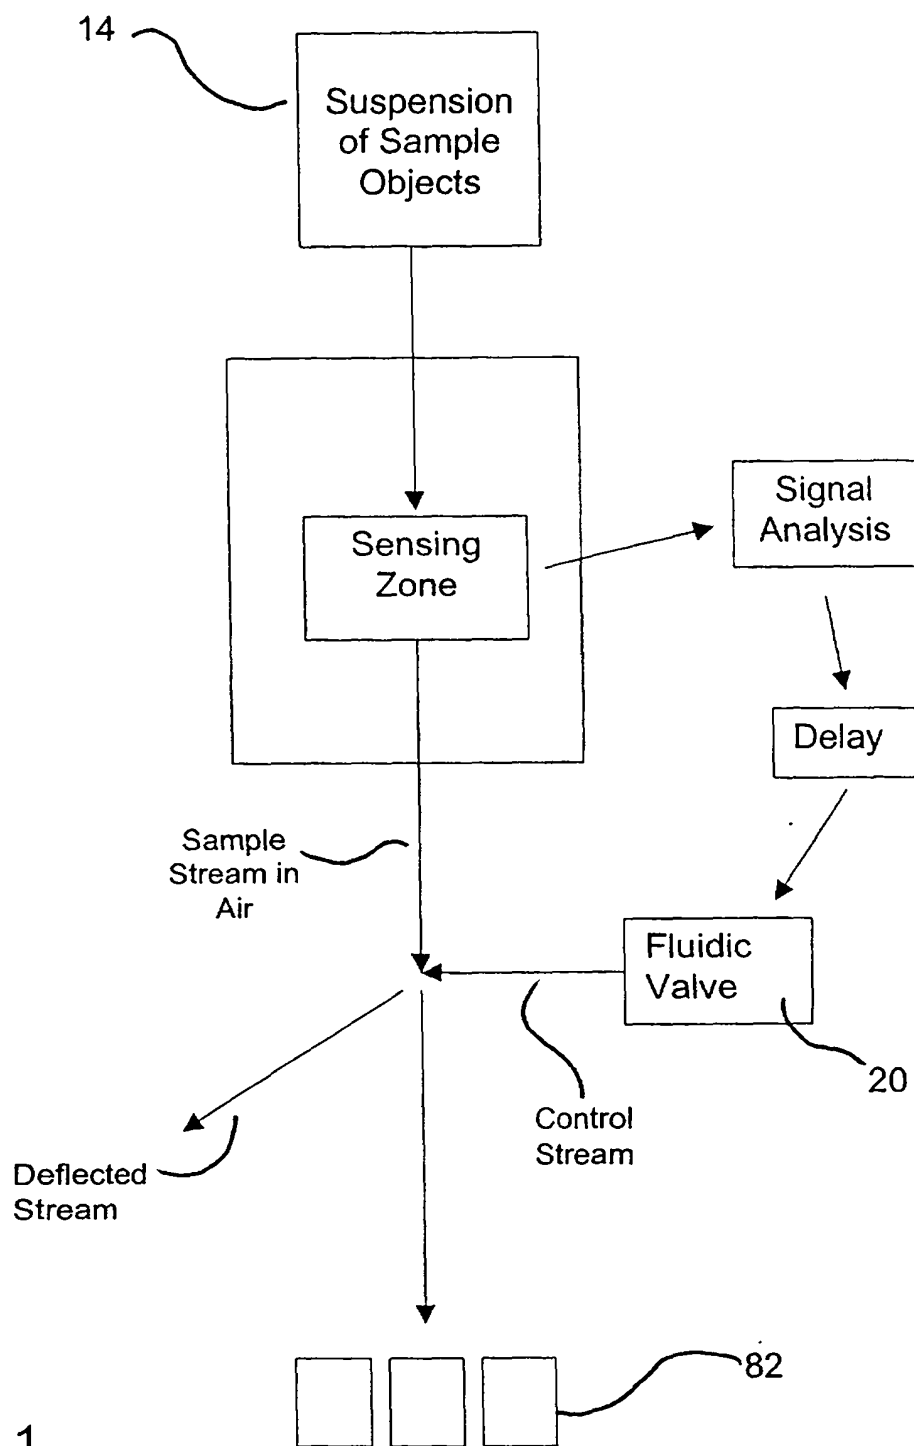 14
Suspension
of Sample
Objects
Sensing
Zone
Signal
Analysis
Delay
Sample
Stream in
Air
Fluidic
Valve
20
Control
Stream
Deflected
Stream
82
1